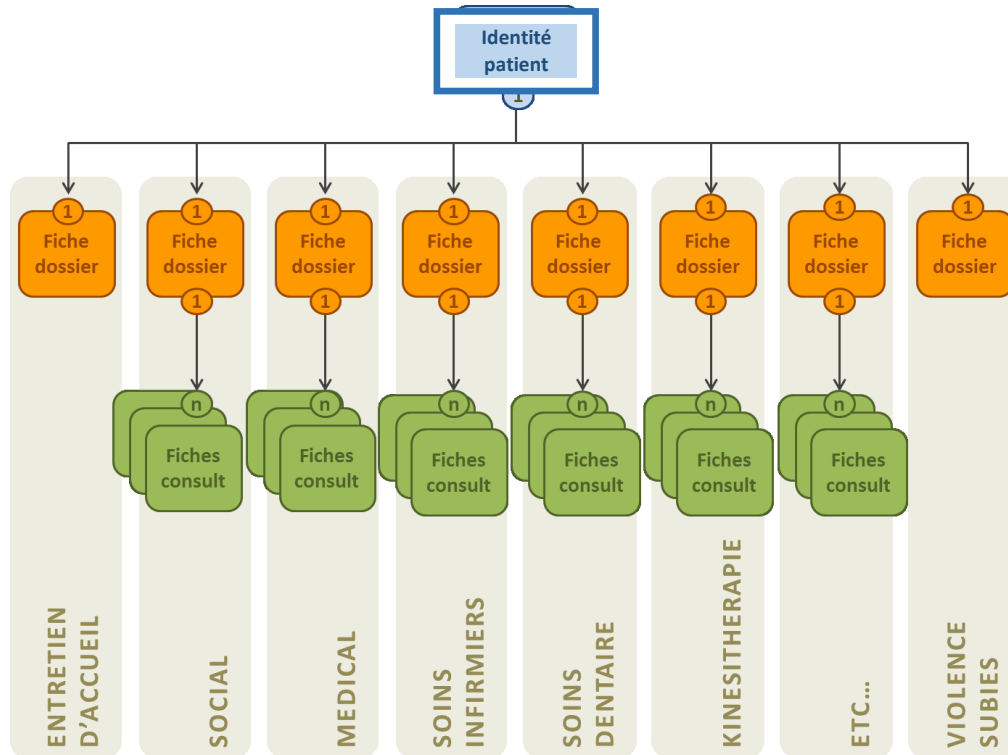 Identité
patient
1
1
1
1
1
1
1
1
1
Fiche
dossier
Fiche
dossier
Fiche
dossier
Fiche
dossier
Fiche
dossier
Fiche
dossier
Fiche
dossier
Fiche
dossier
1
1
1
1
1
1
n
n
n
n
n
n
Fiches
consult
Fiches
consult
Fiches
consult
Fiches
consult
Fiches
consult
Fiches
consult
ENTRETIEN
D'ACCUEIL
SOCIAL
MEDICAL
SOINS
INFIRMIERS
SOINS
DENTAIRE
KINESITHERAPIE
ETC...
VIOLENCE
SUBIES